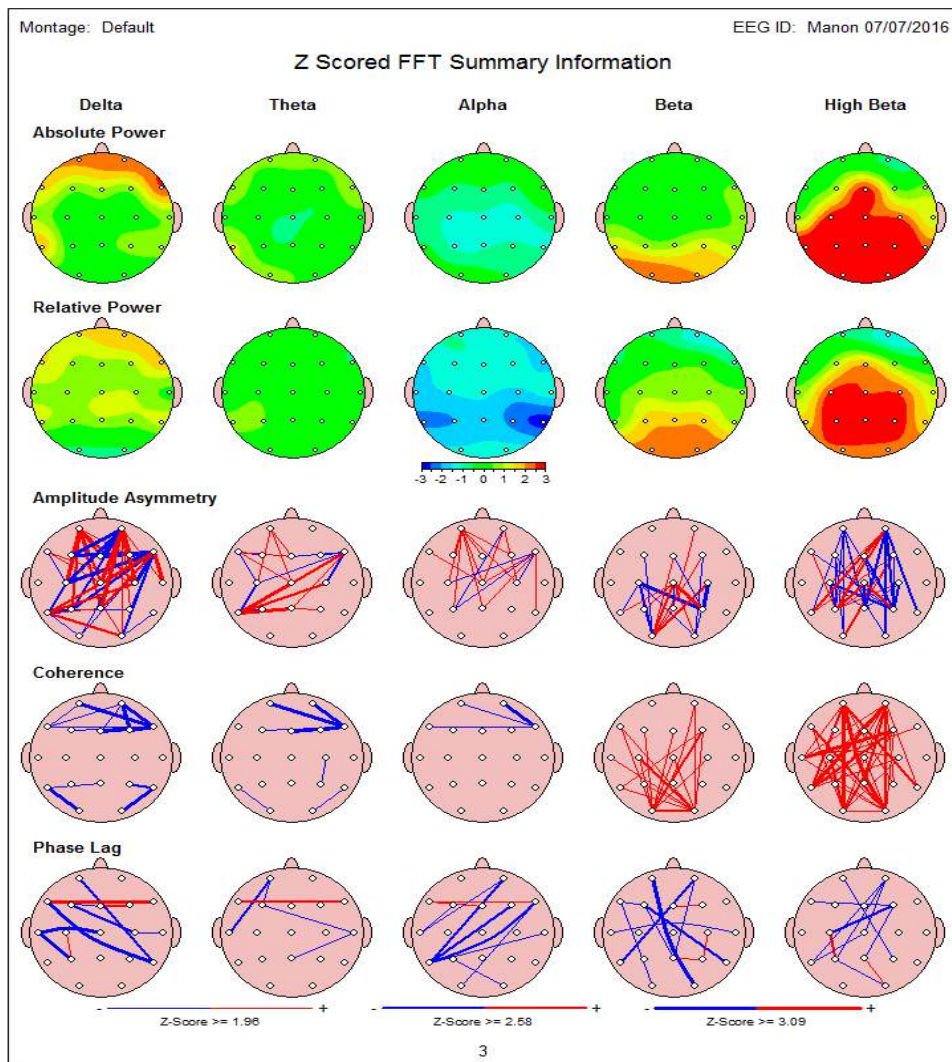 Montage: Default EEG ID: Manon 07/07/2016
Z Scored FFT Summary Information
Delta Theta Alpha Beta High Beta
Absolute Power
Relative Power
-3 -2 -1 0 1 2 3
Amplitude Asymmetry
Coherence
Phase Lag
- + - + - +
Z-Score >= 1.96 Z-Score >= 2.58 Z-Score >= 3.09
3